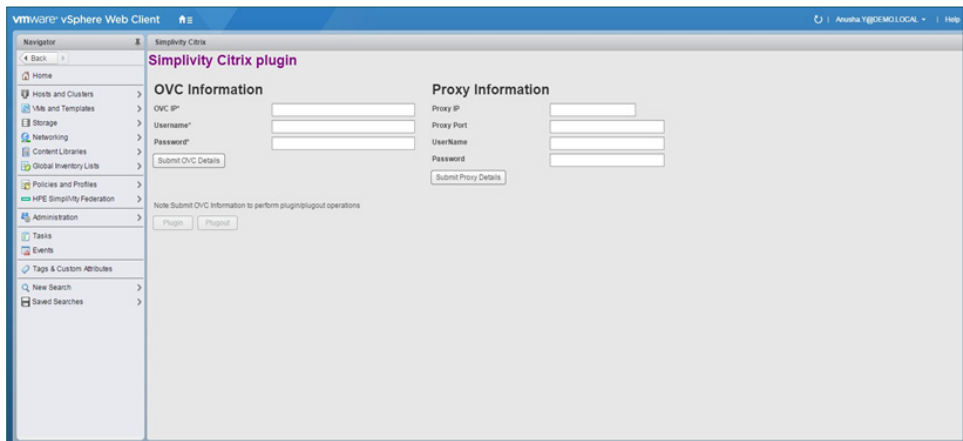 vmware® vSphere Web Client
Anusha.Y@DEMO.LOCAL | Help
Navigator
Back
Home
Hosts and Clusters
VMs and Templates
Storage
Networking
Content Libraries
Global Inventory Lists
Policies and Profiles
HPE SimpliVity Federation
Administration
Tasks
Events
Tags & Custom Attributes
New Search
Saved Searches
Simplivity Citrix
Simplivity Citrix plugin
OVC Information
OVC IP*
Username*
Password*
Submit OVC Details
Proxy Information
Proxy IP
Proxy Port
UserName
Password
Submit Proxy Details
Note:Submit OVC Information to perform plugin/plugout operations
Plugin
Plugout